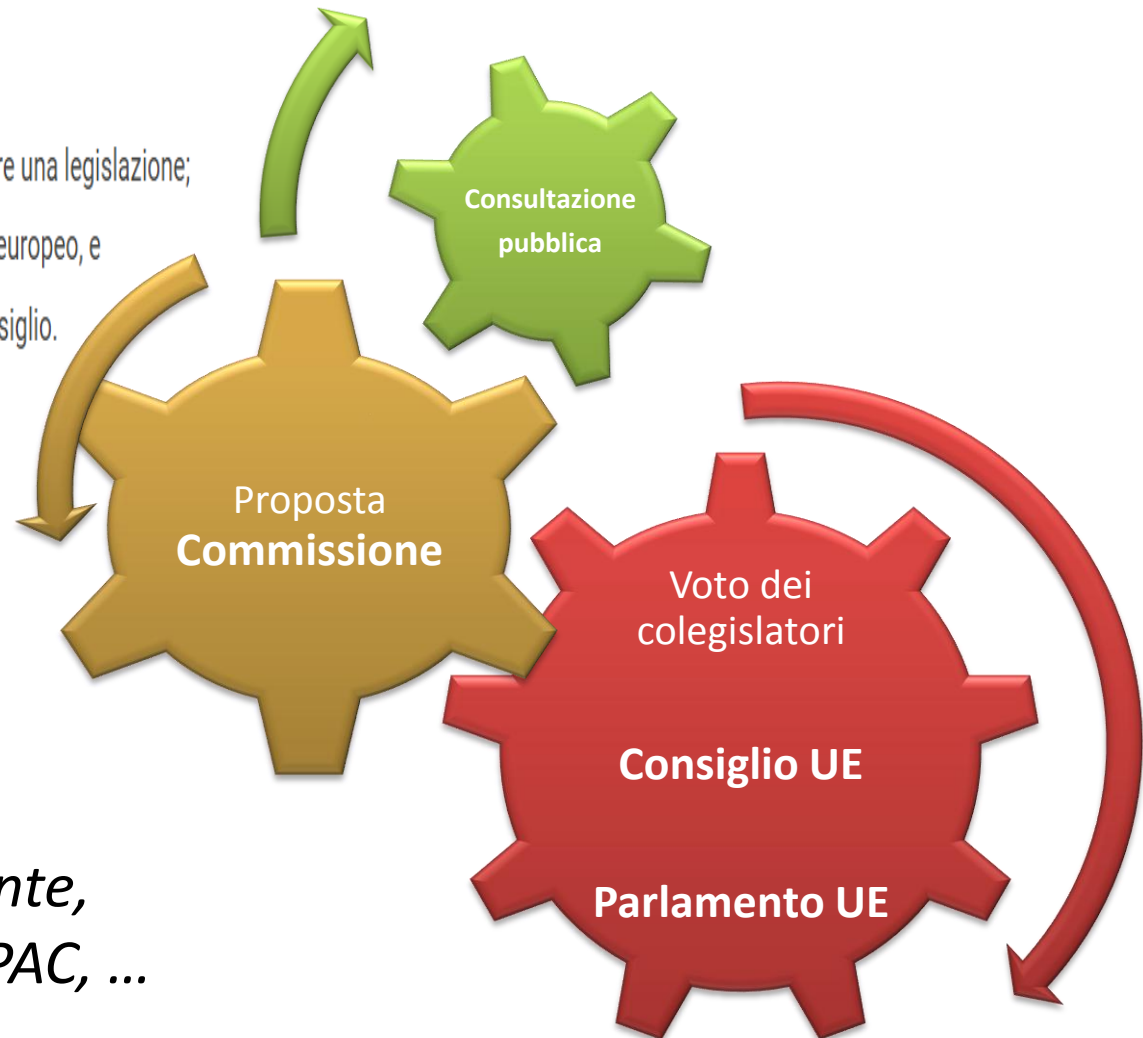 re una legislazione;
europeo, e
siglio.
Consultazione
pubblica
Proposta
Commissione
Voto dei
colegislatori
Consiglio UE
Parlamento UE
nte,
PAC, …